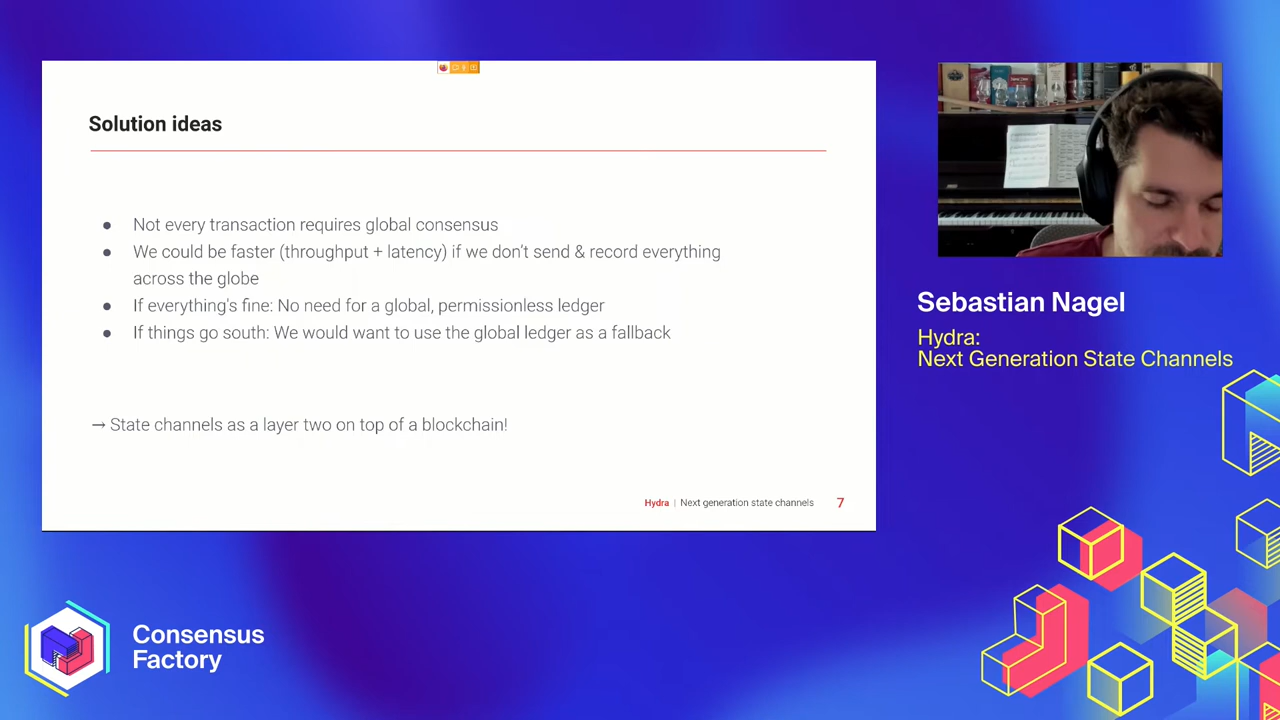 Solution ideas
● Not every transaction requires global consensus
● We could be faster (throughput + latency) if we don't send & record everything
across the globe
● If everything's fine: No need for a global, permissionless ledger
● If things go south: We would want to use the global ledger as a fallback
→ State channels as a layer two on top of a blockchain!
Hydra | Next generation state channels 7
Sebastian Nagel
Hydra:
Next Generation State Channels
Consensus
Factory